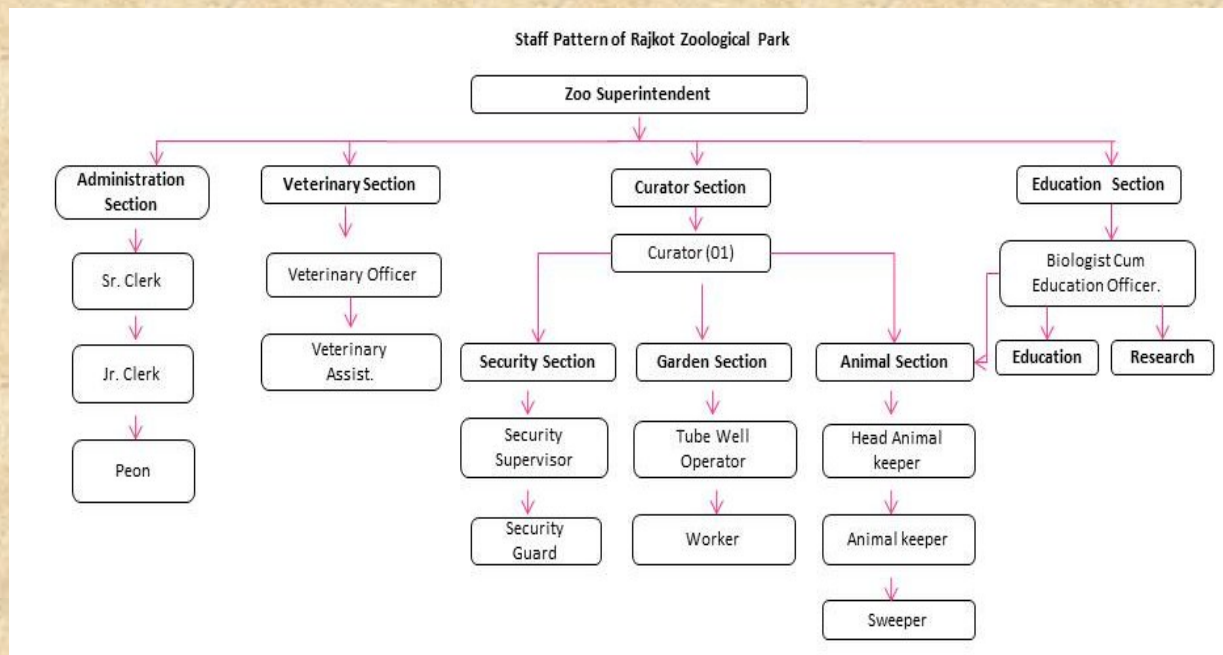 Staff Pattern of Rajkot Zoological Park
Zoo Superintendent
Administration
Section
Veterinary Section
Curator Section
Education Section
Sr. Clerk
Veterinary Officer
Curator (01)
Biologist Cum
Education Officer.
Jr. Clerk
Veterinary
Assist.
Security Section
Garden Section
Animal Section
Education
Research
Peon
Security
Supervisor
Tube Well
Operator
Head Animal
keeper
Security
Guard
Worker
Animal keeper
Sweeper